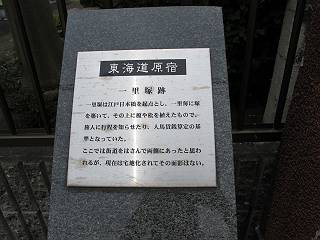 東海道原宿
一里塚跡
一里塚は江戸日本橋を起点とし、一里毎に塚
を築いて、その上に榎や松を植えたもので、
旅人に行程を知らせたり、人馬賃銭算定の基
準となっていた。
ここでは街道をはさんで両側にあったと思わ
れるが、現在は宅地化されてその面影はない。